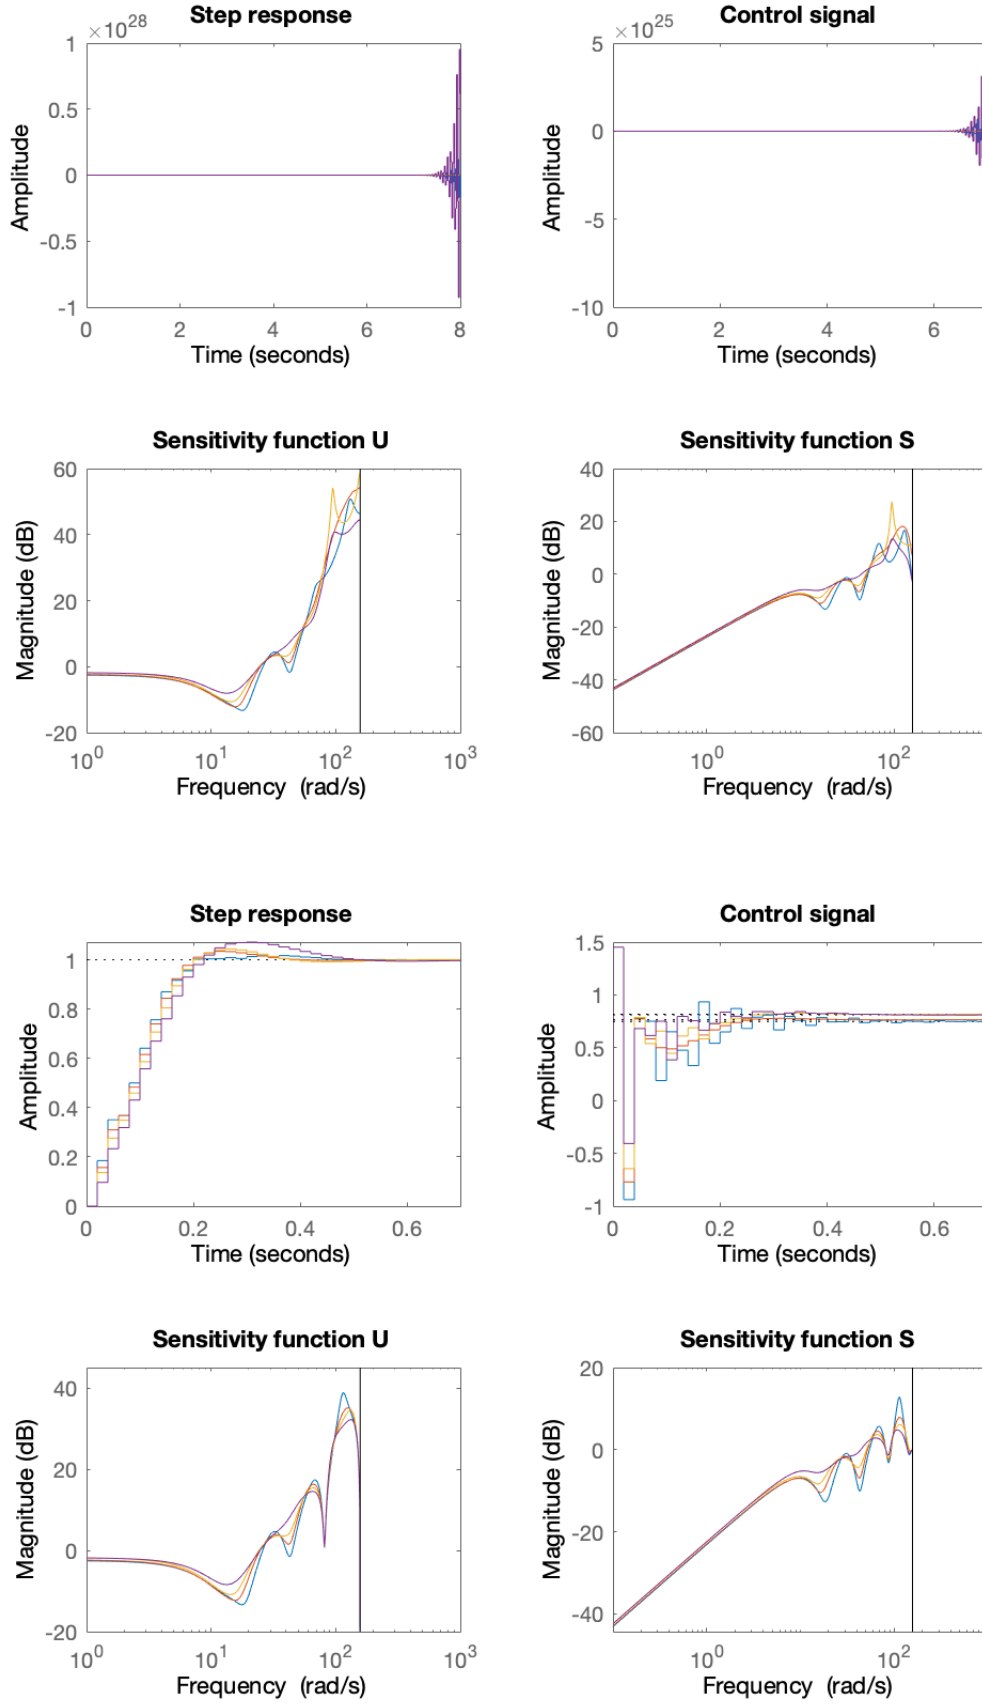 Step response
Control signal
×10^28
×10^25
1
0.5
0
-0.5
-1
5
0
-5
-10
Amplitude
Amplitude
0 2 4 6 8
0 2 4 6
Time (seconds)
Time (seconds)
Sensitivity function U
Sensitivity function S
60
40
20
0
-20
40
20
0
-20
-40
-60
Magnitude (dB)
Magnitude (dB)
10^0 10^1 10^2 10^3
10^0 10^2
Frequency (rad/s)
Frequency (rad/s)
Step response
Control signal
1
0.8
0.6
0.4
0.2
0
1.5
1
0.5
0
-0.5
-1
Amplitude
Amplitude
0 0.2 0.4 0.6
0 0.2 0.4 0.6
Time (seconds)
Time (seconds)
Sensitivity function U
Sensitivity function S
40
20
0
-20
20
0
-20
-40
Magnitude (dB)
Magnitude (dB)
10^0 10^1 10^2 10^3
10^0 10^2
Frequency (rad/s)
Frequency (rad/s)